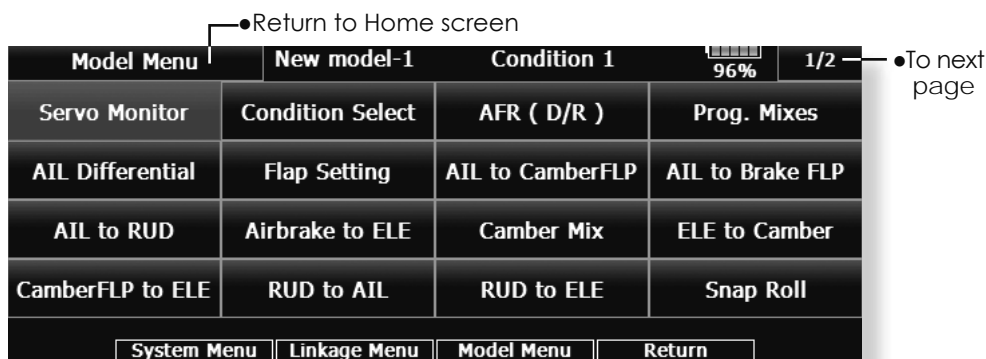 ●Return to Home screen
Model Menu New model-1 Condition 1 96% 1/2 ●To next page
Servo Monitor Condition Select AFR ( D/R ) Prog. Mixes
AIL Differential Flap Setting AIL to CamberFLP AIL to Brake FLP
AIL to RUD Airbrake to ELE Camber Mix ELE to Camber
CamberFLP to ELE RUD to AIL RUD to ELE Snap Roll
System Menu Linkage Menu Model Menu Return